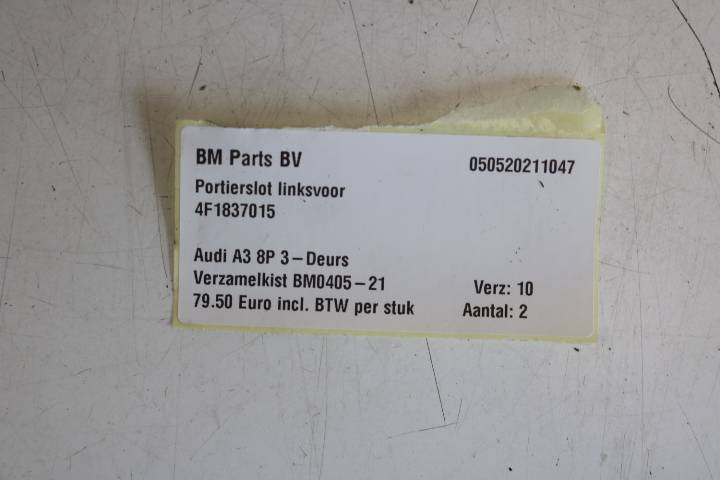 BM Parts BV 050520211047
Portierslot linksvoor
4F1837015
Audi A3 8P 3-Deurs
Verzamelkist BM0405-21 Verz: 10
79.50 Euro incl. BTW per stuk Aantal: 2